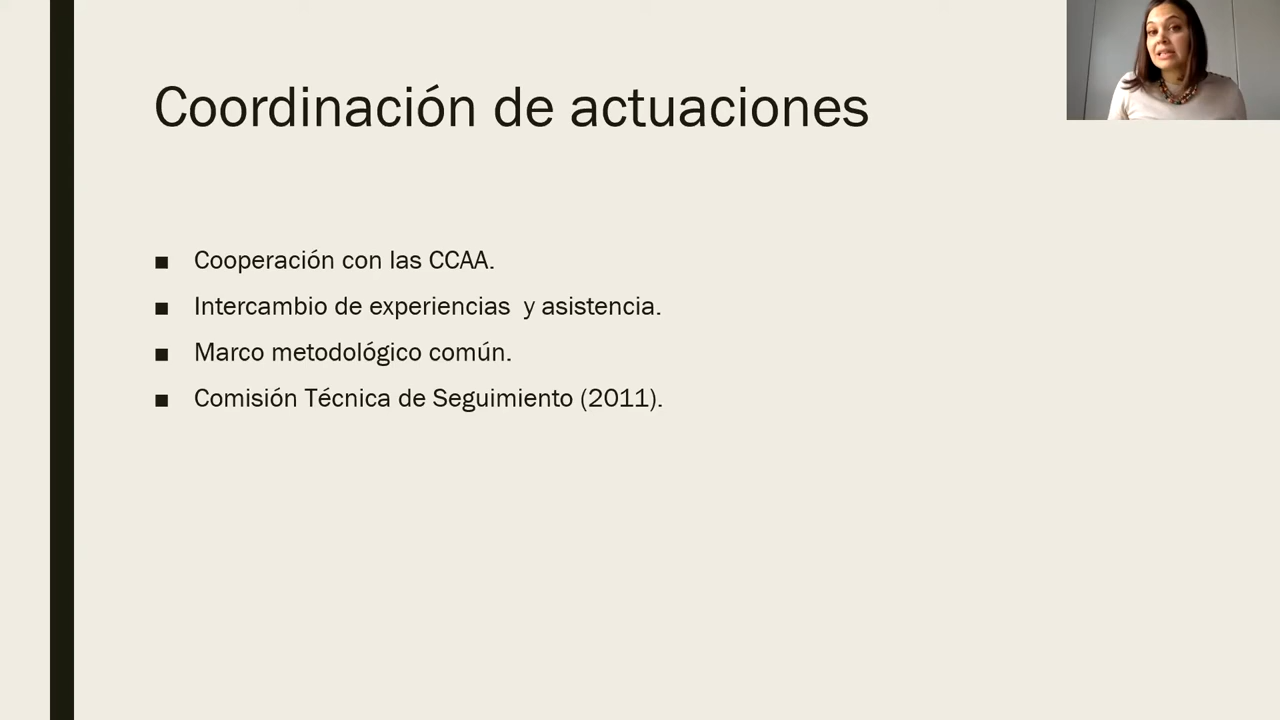 Coordinación de actuaciones
■ Cooperación con las CCAA.
■ Intercambio de experiencias y asistencia.
■ Marco metodológico común.
■ Comisión Técnica de Seguimiento (2011).